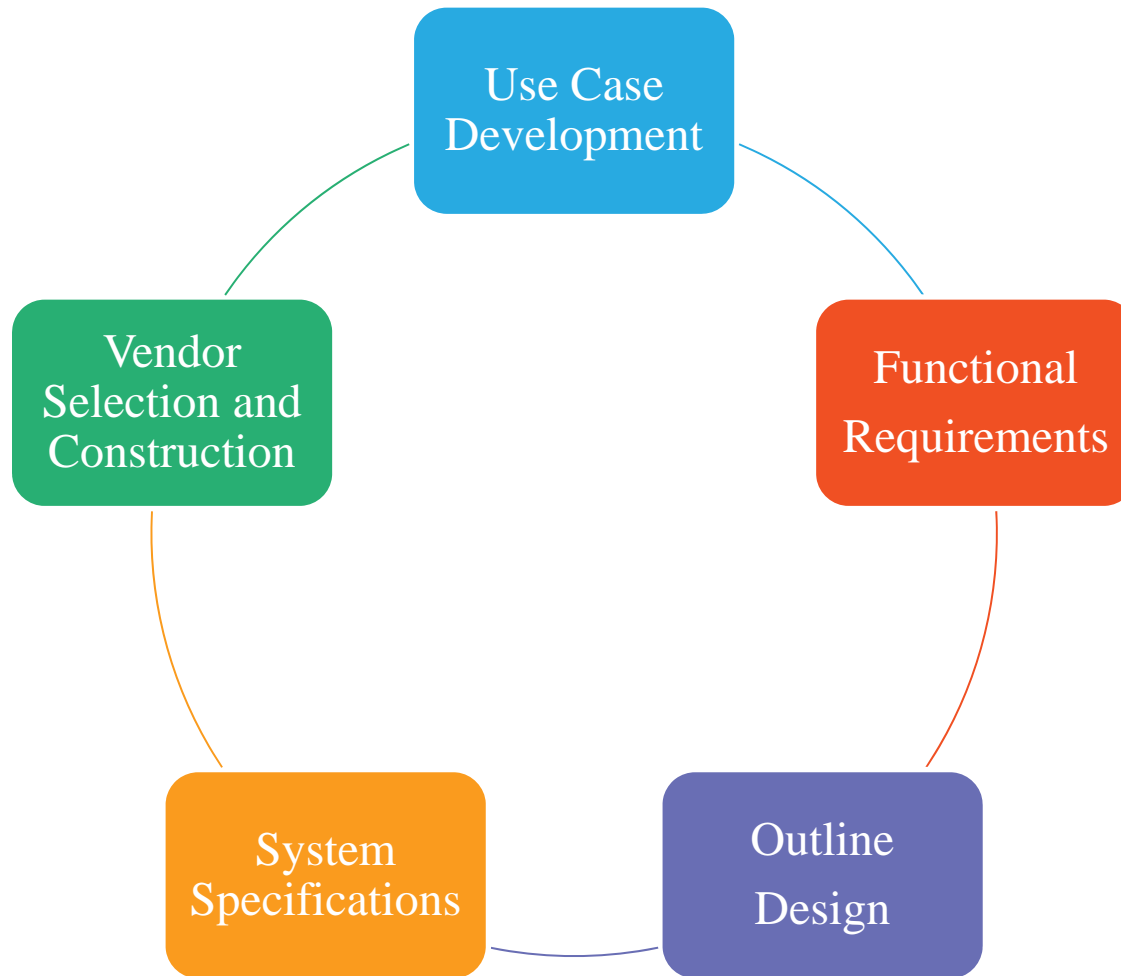 Use Case
Development
Functional
Requirements
Outline
Design
System
Specifications
Vendor
Selection and
Construction